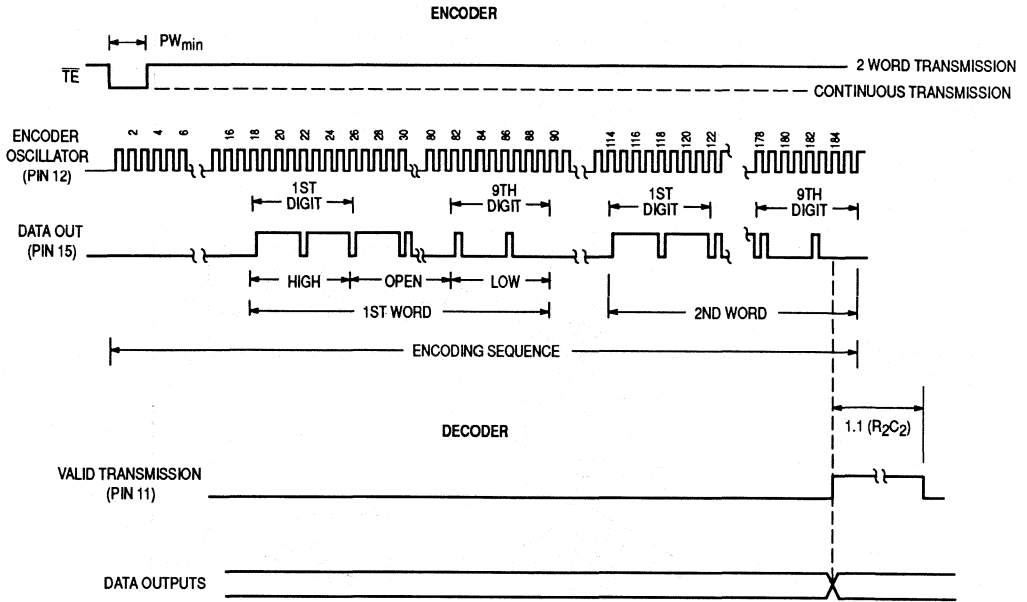 ENCODER
PWmin
TE
2 WORD TRANSMISSION
CONTINUOUS TRANSMISSION
ENCODER
OSCILLATOR
(PIN 12)
2 4 6 16 18 20 22 24 26 28 30 80 82 84 86 88 90 114 116 118 120 122 178 180 182 184
1ST
DIGIT
9TH
DIGIT
1ST
DIGIT
9TH
DIGIT
DATA OUT
(PIN 15)
HIGH OPEN LOW
1ST WORD
2ND WORD
ENCODING SEQUENCE
DECODER
1.1 (R2C2)
VALID TRANSMISSION
(PIN 11)
DATA OUTPUTS